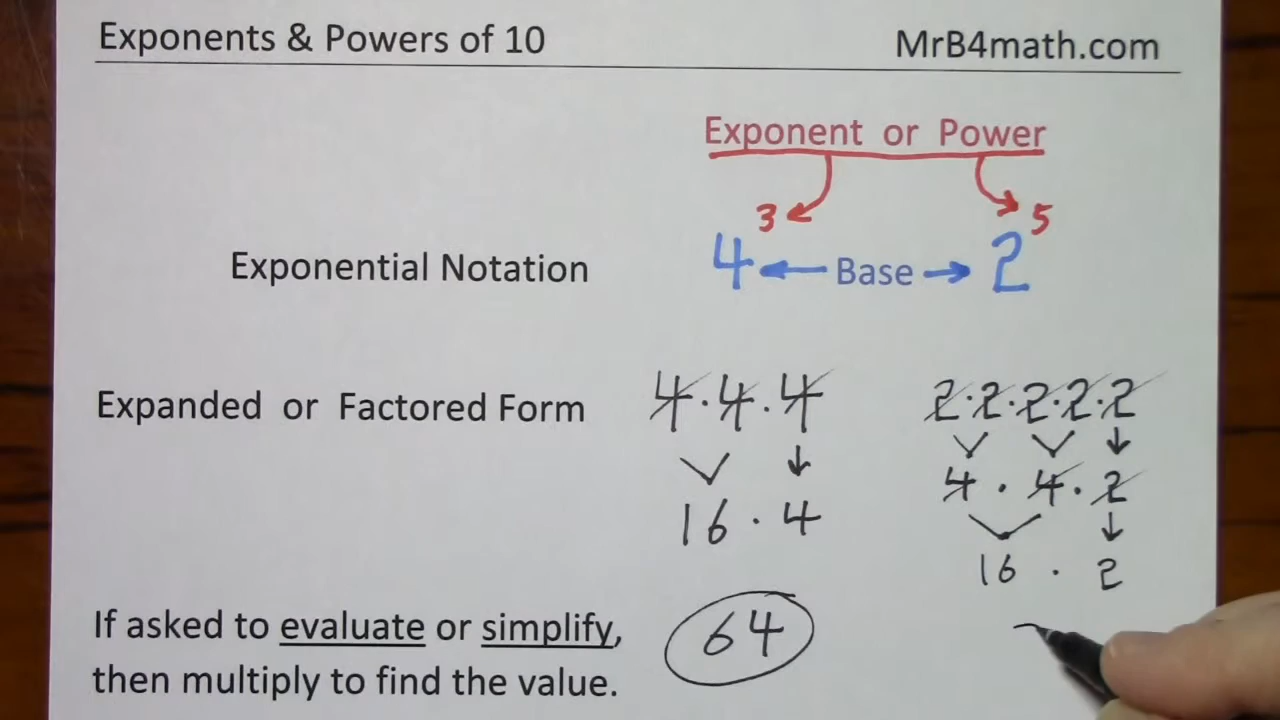 Exponents & Powers of 10 MrB4math.com
Exponent or Power
3 5
Exponential Notation 4 Base 2
Expanded or Factored Form 4·4·4 2·2·2·2·2
4·4·2
16·4
16·2
If asked to evaluate or simplify, 64
then multiply to find the value.